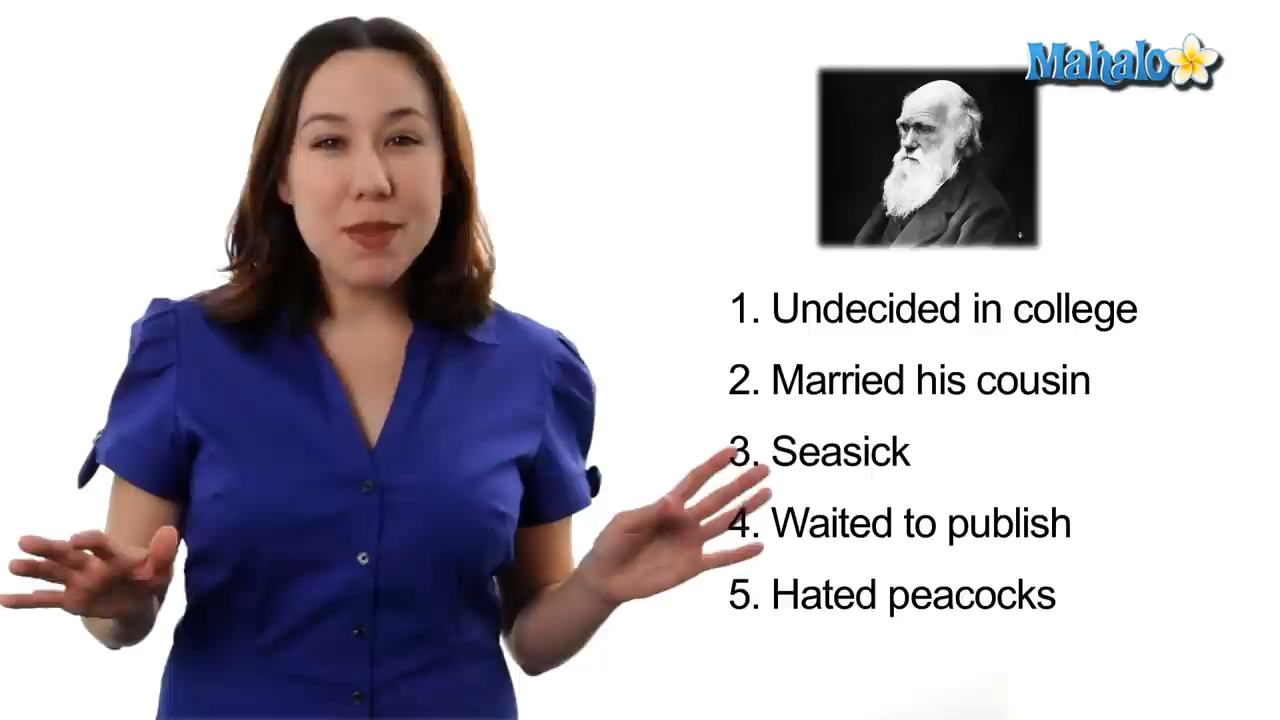 Mahalo
1. Undecided in college
2. Married his cousin
3. Seasick
4. Waited to publish
5. Hated peacocks